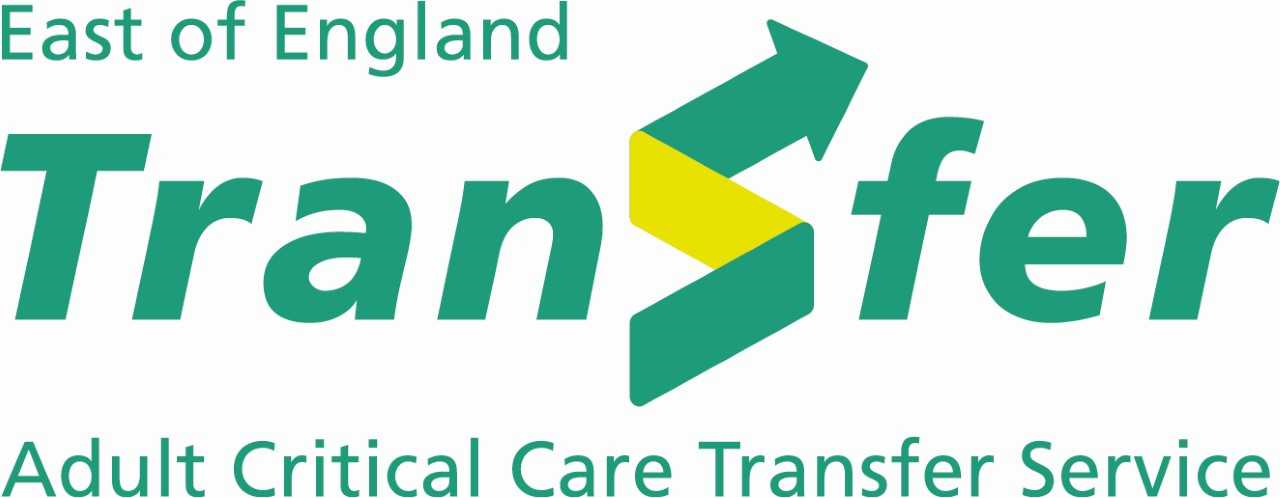 East of England
Transfer
Adult Critical Care Transfer Service